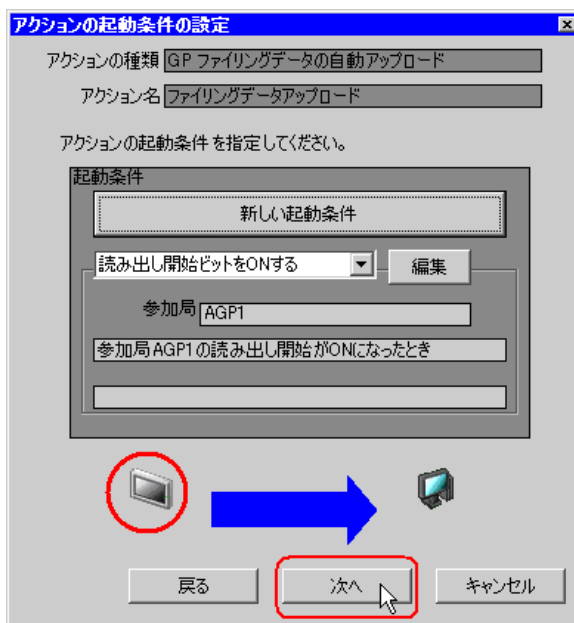 アクションの起動条件の設定
アクションの種類 GP ファイリングデータの自動アップロード
アクション名 ファイリングデータアップロード
アクションの起動条件を指定してください。
起動条件
新しい起動条件
読み出し開始ビットをONする 編集
参加局 AGP1
参加局AGP1の読み出し開始がONになったとき
戻る 次へ キャンセル